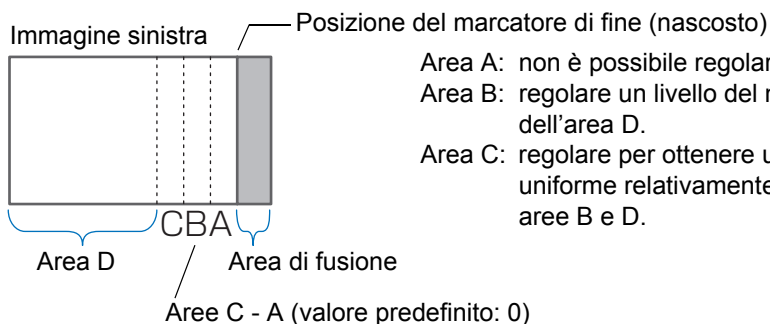 Immagine sinistra
Posizione del marcatore di fine (nascosto)
Area A: non è possibile
Area B: regolare un livello del
dell'area D.
Area C: regolare per ottenere
uniforme relativamente
aree B e D.
CBA
Area D
Area di fusione
Aree C - A (valore predefinito: 0)